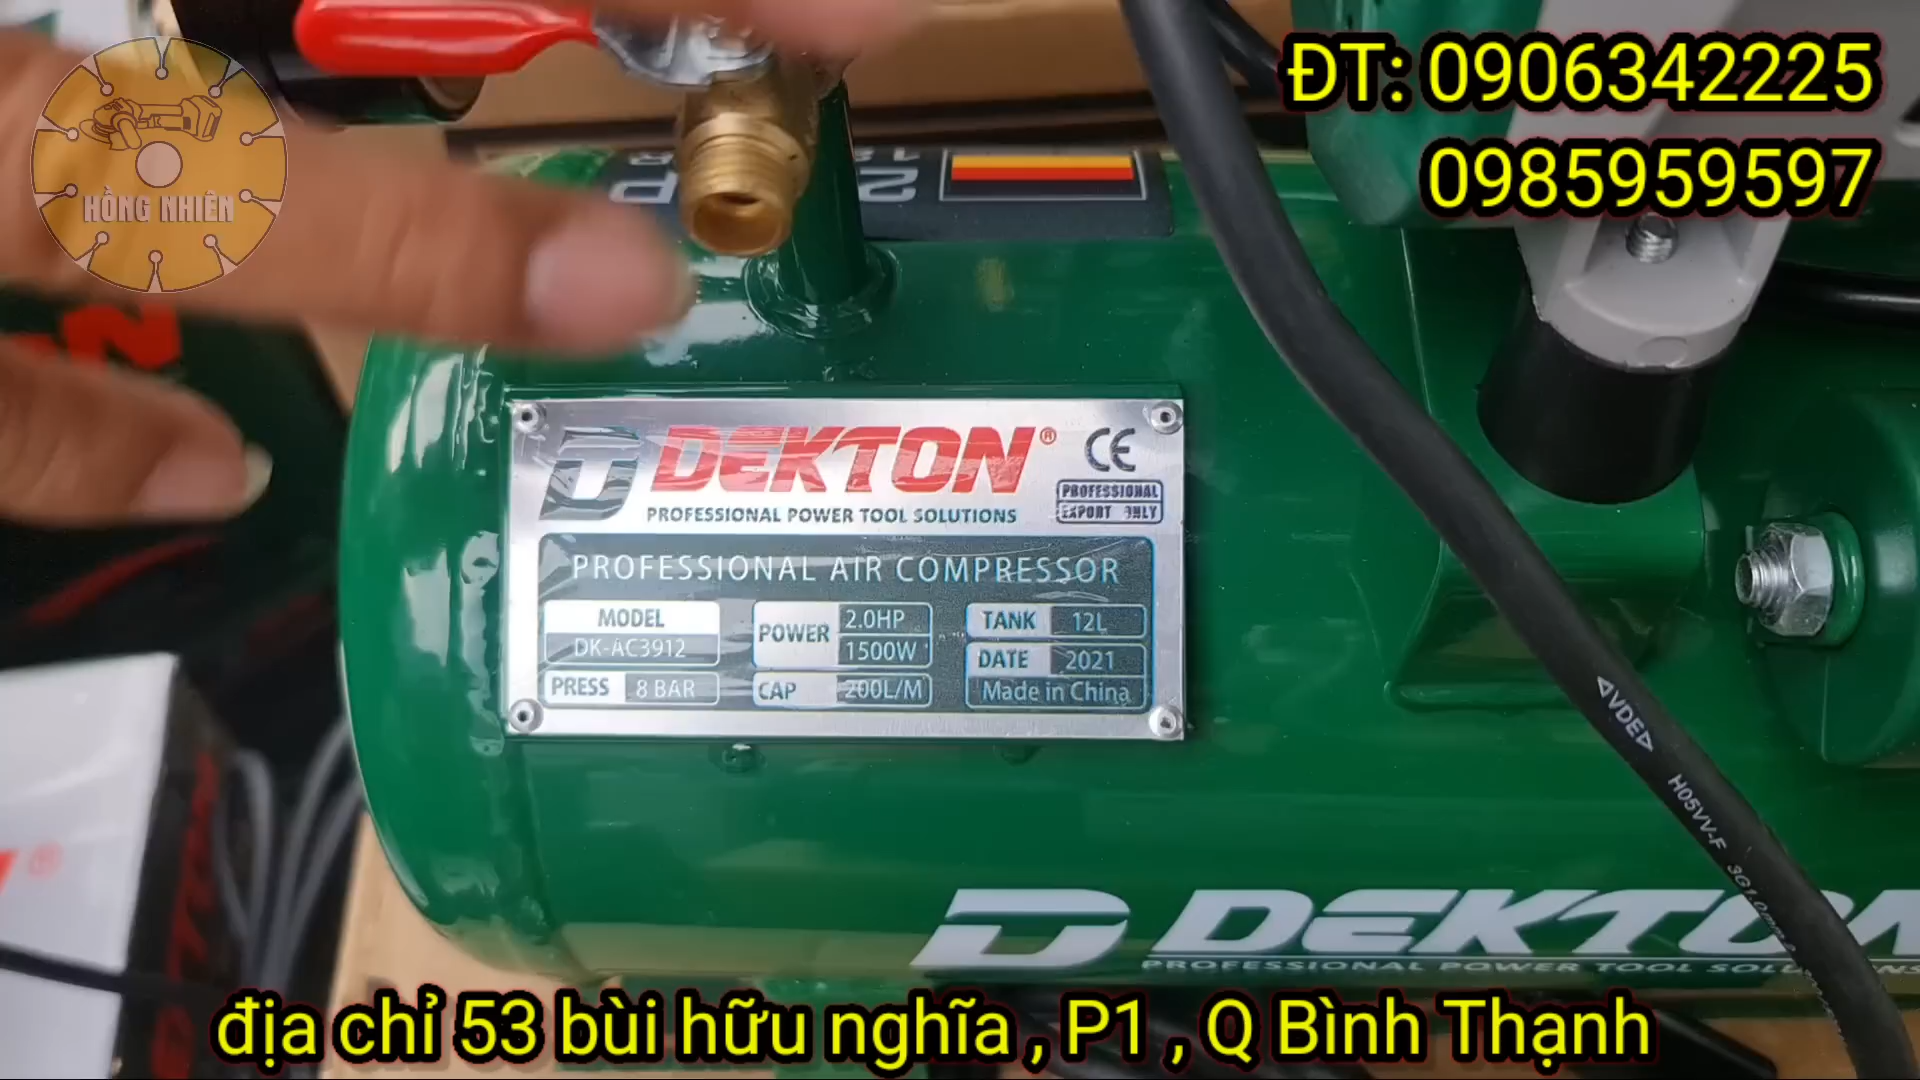 ĐT: 0906342225
0985959597
HỒNG NHIÊN
DEKTON® CE
PROFESSIONAL POWER TOOL SOLUTIONS
PROFESSIONAL
EXPORT ONLY
PROFESSIONAL AIR COMPRESSOR
MODEL
DK-AC3912
PRESS 8 BAR
POWER 2.0HP
1500W
CAP 200L/M
TANK 12L
DATE 2021
Made in China
VDE H05VV-F
DEKTON
PROFESSIONAL POWER TOOL SOLUTIONS
địa chỉ 53 bùi hữu nghĩa , P1 , Q Bình Thạnh